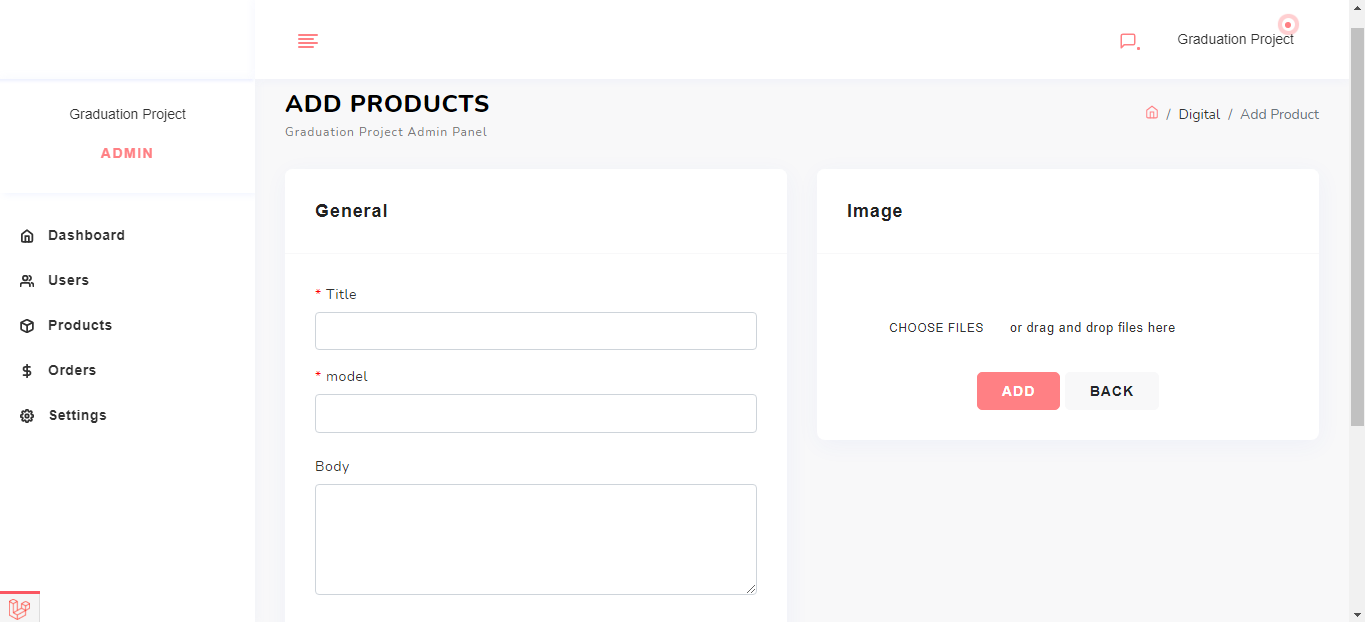 Graduation Project
Graduation Project
ADMIN
Dashboard
Users
Products
Orders
Settings
ADD PRODUCTS
Graduation Project Admin Panel
/ Digital / Add Product
General
* Title
* model
Body
Image
CHOOSE FILES or drag and drop files here
ADD BACK